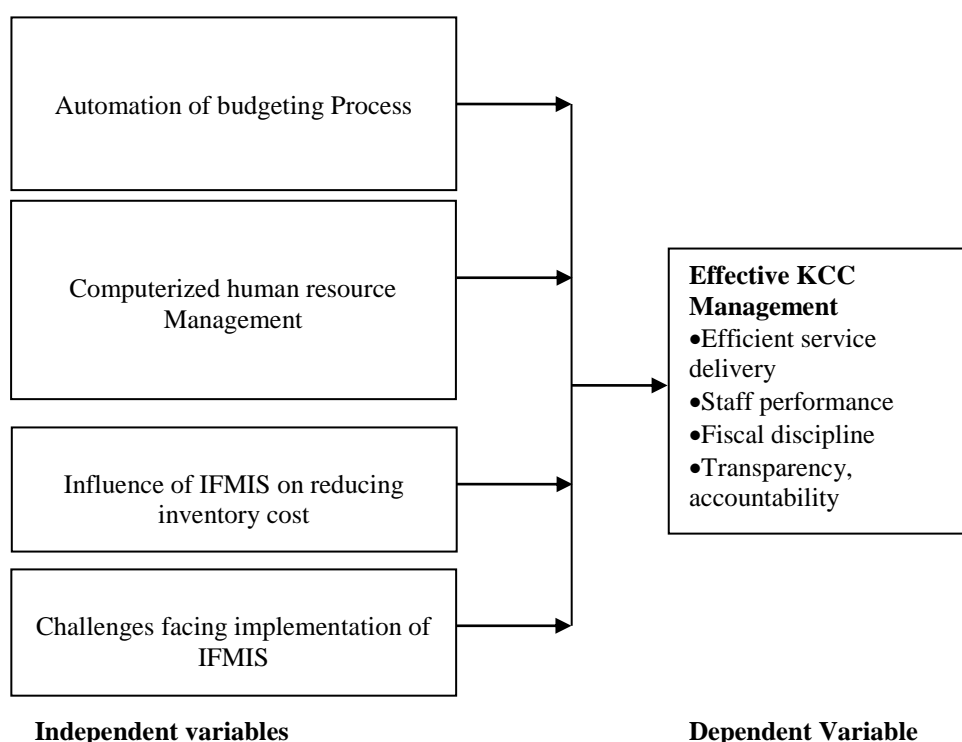 Automation of budgeting Process
Computerized human resource
Management
Influence of IFMIS on reducing
inventory cost
Challenges facing implementation of
IFMIS
Effective KCC
Management
•Efficient service
delivery
•Staff performance
•Fiscal discipline
•Transparency,
accountability
Independent variables
Dependent Variable